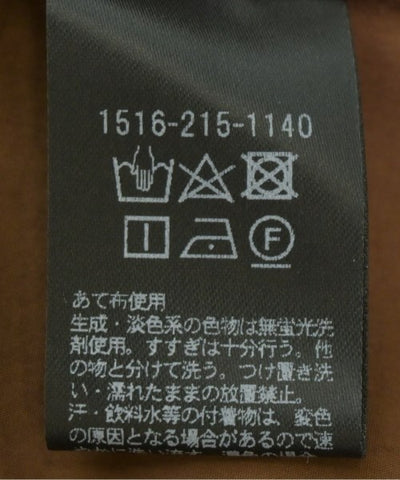 1516-215-1140
F
あて布使用
生成・淡色系の色物は無蛍光洗
剤使用。すすぎは十分行う。他
の物と分けて洗う。つけ置き洗
い・濡れたままの放置禁止。
汗・飲料水等の付着物は、変色
の原因となる場合があるので速